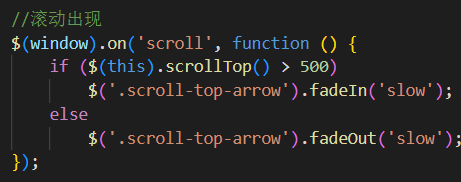 //滚动出现
$(window).on('scroll', function () {
    if ($(this).scrollTop() > 500)
        $('.scroll-top-arrow').fadeIn('slow');
    else
        $('.scroll-top-arrow').fadeOut('slow');
});